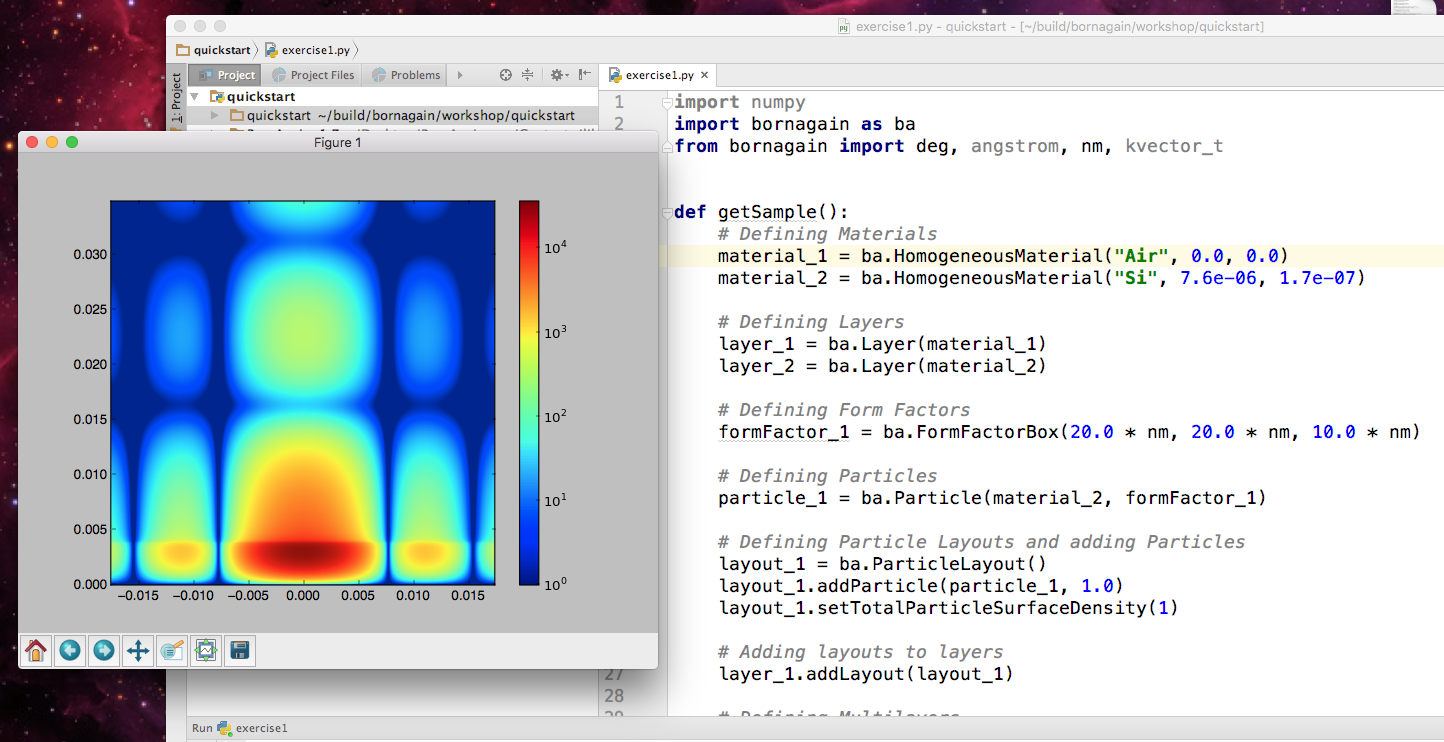 exercise1.py - quickstart - [~/build/bornagain/workshop/quickstart]
quickstart exercise1.py
Project Project Files Problems
exercise1.py
1: Project
quickstart
quickstart ~/build/bornagain/workshop/quickstart
Figure 1
0.030
0.025
0.020
0.015
0.010
0.005
0.000
−0.015 −0.010 −0.005 0.000 0.005 0.010 0.015
10^4
10^3
10^2
10^1
10^0
1 import numpy
2 import bornagain as ba
from bornagain import deg, angstrom, nm, kvector_t
def getSample():
# Defining Materials
material_1 = ba.HomogeneousMaterial("Air", 0.0, 0.0)
material_2 = ba.HomogeneousMaterial("Si", 7.6e-06, 1.7e-07)
# Defining Layers
layer_1 = ba.Layer(material_1)
layer_2 = ba.Layer(material_2)
# Defining Form Factors
formFactor_1 = ba.FormFactorBox(20.0 * nm, 20.0 * nm, 10.0 * nm)
# Defining Particles
particle_1 = ba.Particle(material_2, formFactor_1)
# Defining Particle Layouts and adding Particles
layout_1 = ba.ParticleLayout()
layout_1.addParticle(particle_1, 1.0)
layout_1.setTotalParticleSurfaceDensity(1)
# Adding layouts to layers
27 layer_1.addLayout(layout_1)
28
# Defining Multilayers
Run exercise1